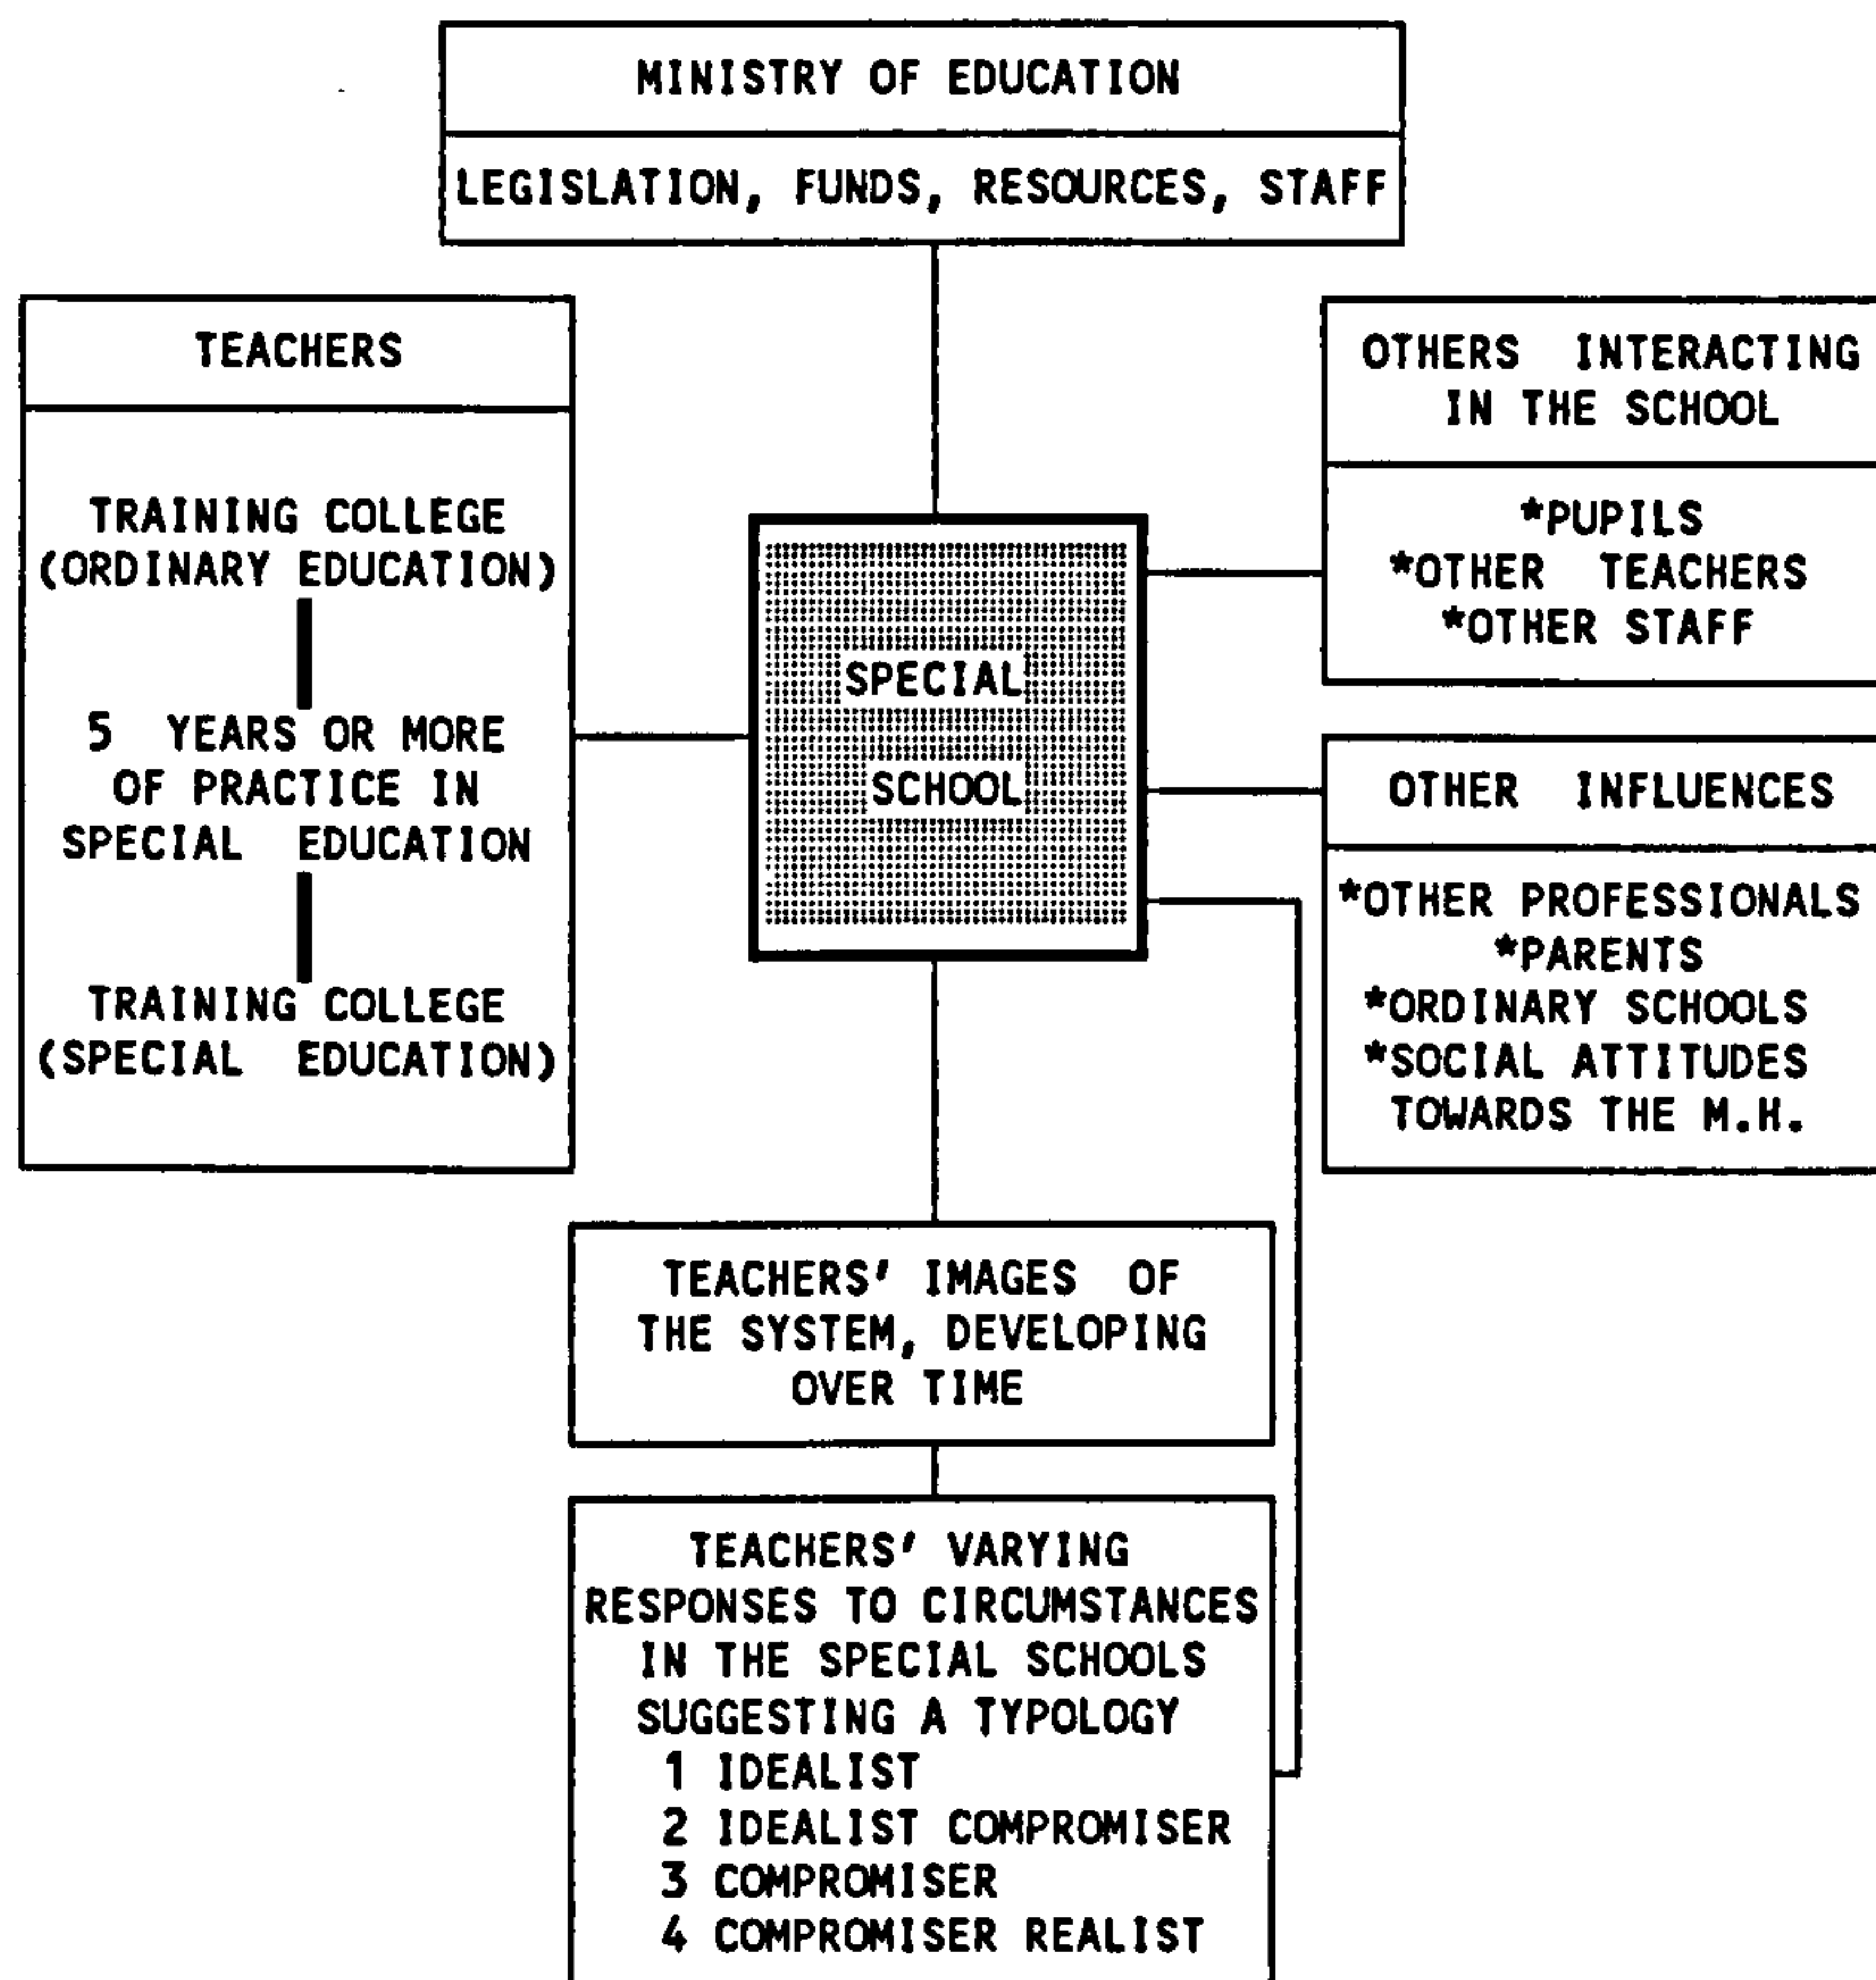 MINISTRY OF EDUCATION
LEGISLATION, FUNDS, RESOURCES, STAFF
TEACHERS
TRAINING COLLEGE
(ORDINARY EDUCATION)
5 YEARS OR MORE
OF PRACTICE IN
SPECIAL EDUCATION
TRAINING COLLEGE
(SPECIAL EDUCATION)
SPECIAL
SCHOOL
OTHERS INTERACTING
IN THE SCHOOL
*PUPILS
*OTHER TEACHERS
*OTHER STAFF
OTHER INFLUENCES
*OTHER PROFESSIONALS
*PARENTS
*ORDINARY SCHOOLS
*SOCIAL ATTITUDES
TOWARDS THE M.H.
TEACHERS' IMAGES OF
THE SYSTEM, DEVELOPING
OVER TIME
TEACHERS' VARYING
RESPONSES TO CIRCUMSTANCES
IN THE SPECIAL SCHOOLS
SUGGESTING A TYPOLOGY
1 IDEALIST
2 IDEALIST COMPROMISER
3 COMPROMISER
4 COMPROMISER REALIST